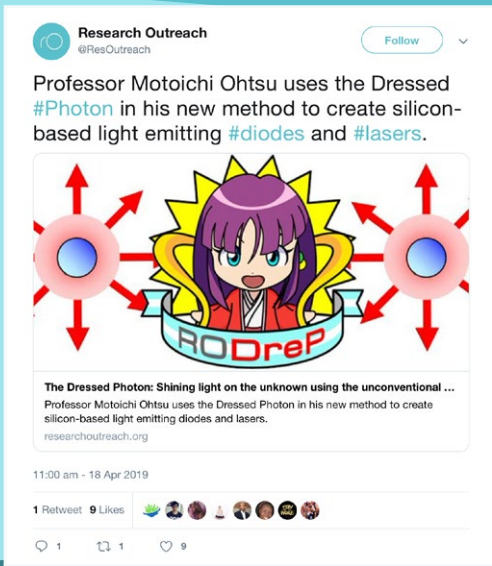 Research Outreach
@ResOutreach
Follow
Professor Motoichi Ohtsu uses the Dressed
#Photon in his new method to create silicon-
based light emitting #diodes and #lasers.
RODreP
The Dressed Photon: Shining light on the unknown using the unconventional ...
Professor Motoichi Ohtsu uses the Dressed Photon in his new method to create
silicon-based light emitting diodes and lasers.
researchoutreach.org
11:00 am - 18 Apr 2019
1 Retweet 9 Likes
1 1 9